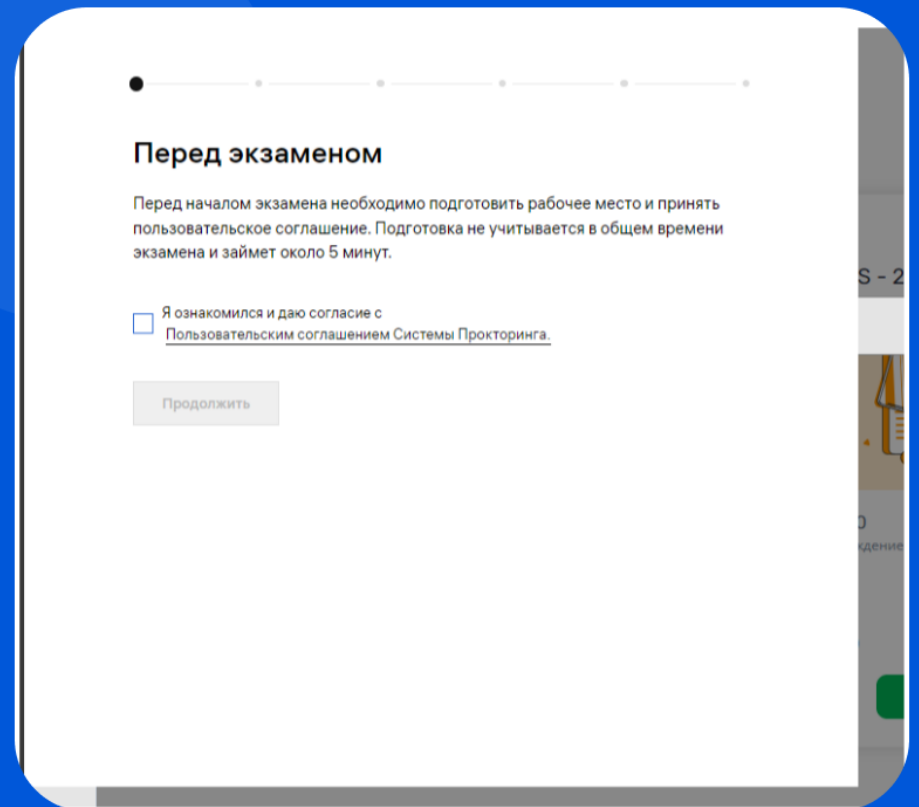 Перед экзаменом
Перед началом экзамена необходимо подготовить рабочее место и принять
пользовательское соглашение. Подготовка не учитывается в общем времени
экзамена и займет около 5 минут.
S - 2
Я ознакомился и даю согласие с
Пользовательским соглашением Системы Прокторинга.
Продолжить